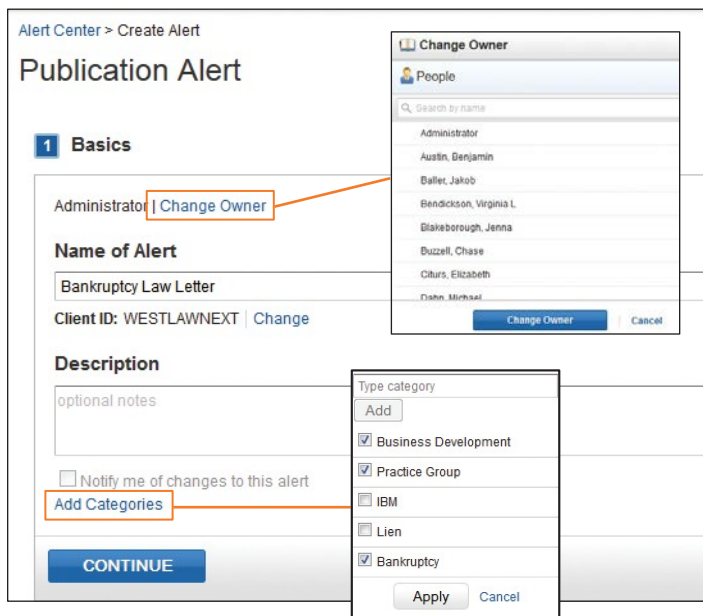 Alert Center > Create Alert
Publication Alert
1 Basics
Administrator | Change Owner
Name of Alert
Bankruptcy Law Letter
Client ID: WESTLAWNEXT | Change
Description
optional notes
Notify me of changes to this alert
Add Categories
CONTINUE
Change Owner
People
Search by name
Administrator
Austin, Benjamin
Baller, Jakob
Bendickson, Virginia L
Blakeborough, Jenna
Buzzell, Chase
Citurs, Elizabeth
Dahn, Michael
Change Owner
Cancel
Type category
Add
Business Development
Practice Group
IBM
Lien
Bankruptcy
Apply
Cancel